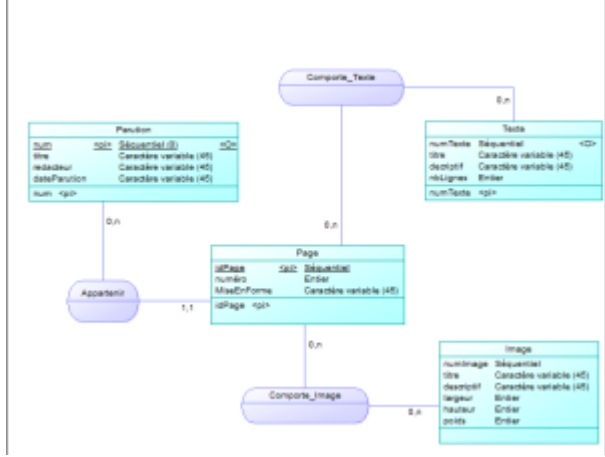 Comporte_Texte
0,n
Parution
num <pi> Séquentiel (8) <O>
titre Caractère variable (45)
redacteur Caractère variable (45)
dateParution Caractère variable (45)
num <pi>
Texte
numTexte Séquentiel <O>
titre Caractère variable (45)
descriptif Caractère variable (45)
nbLignes Entier
numTexte <pi>
0,n
0,n
Page
idPage <pi> Séquentiel
numéro Entier
MiseEnForme Caractère variable (45)
idPage <pi>
Appartenir
1,1
0,n
Image
numImage Séquentiel
titre Caractère variable (45)
descriptif Caractère variable (45)
largeur Entier
hauteur Entier
poids Entier
Comporte_Image
0,n